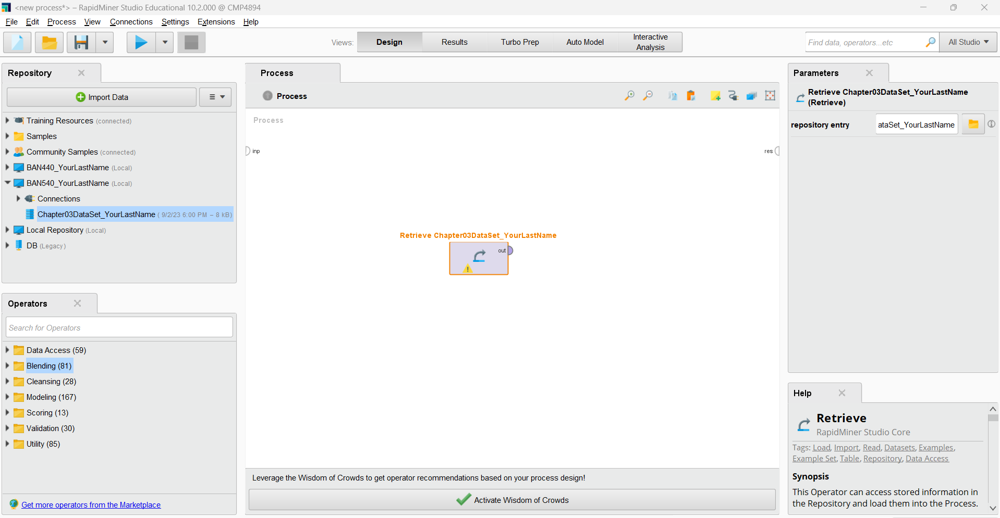 <new process*> – RapidMiner Studio Educational 10.2.000 @ CMP4894
File Edit Process View Connections Settings Extensions Help
Views: Design Results Turbo Prep Auto Model Interactive Analysis
Find data, operators...etc
All Studio
Repository
Import Data
Training Resources (connected)
Samples
Community Samples (connected)
BAN440_YourLastName (Local)
BAN540_YourLastName (Local)
Connections
Chapter03DataSet_YourLastName ( 9/2/23 6:00 PM – 8 kB)
Local Repository (Local)
DB (Legacy)
Operators
Search for Operators
Data Access (59)
Blending (81)
Cleansing (28)
Modeling (167)
Scoring (13)
Validation (30)
Utility (85)
Get more operators from the Marketplace
Process
Process
Process
inp
res
Retrieve Chapter03DataSet_YourLastName
out
Leverage the Wisdom of Crowds to get operator recommendations based on your process design!
Activate Wisdom of Crowds
Parameters
Retrieve Chapter03DataSet_YourLastName
(Retrieve)
repository entry
ataSet_YourLastName
Help
Retrieve
RapidMiner Studio Core
Tags: Load, Import, Read, Datasets, Examples,
Example Set, Table, Repository, Data Access
Synopsis
This Operator can access stored information in
the Repository and load them into the Process.